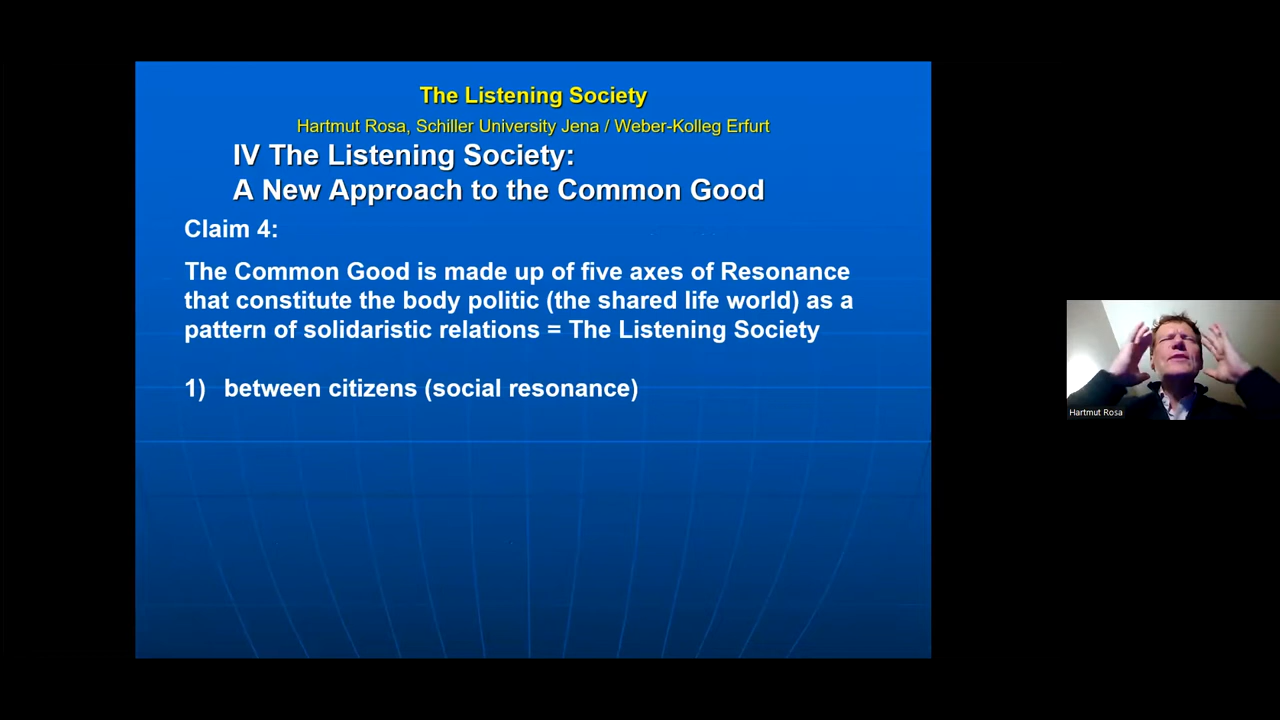 The Listening Society
Hartmut Rosa, Schiller University Jena / Weber-Kolleg Erfurt
IV The Listening Society:
A New Approach to the Common Good
Claim 4:
The Common Good is made up of five axes of Resonance
that constitute the body politic (the shared life world) as a
pattern of solidaristic relations = The Listening Society
1) between citizens (social resonance)
Hartmut Rosa